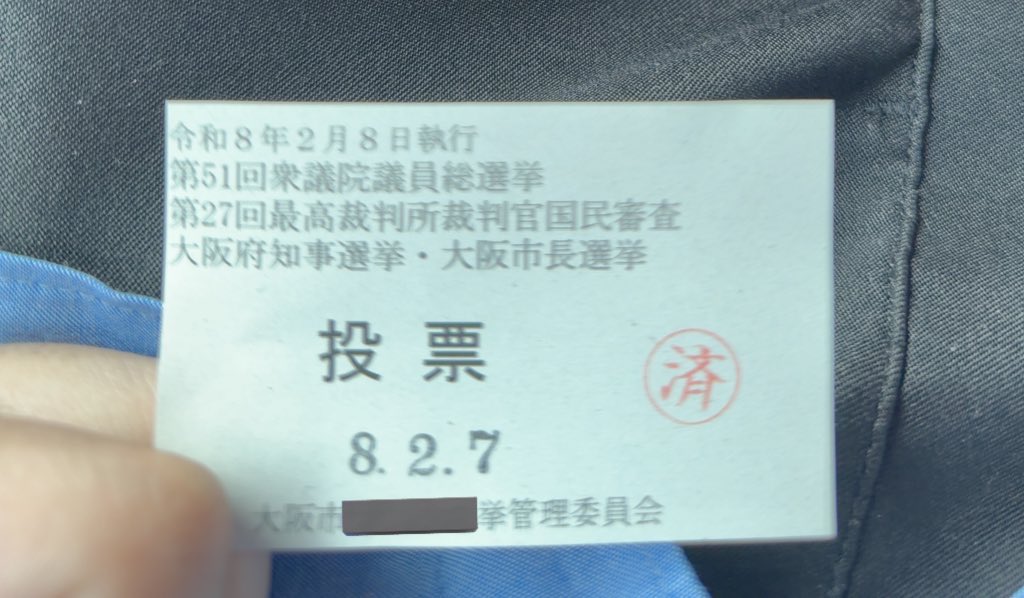 令和8年2月8日執行
第51回衆議院議員総選挙
第27回最高裁判所裁判官国民審査
大阪府知事選挙・大阪市長選挙
投票
済
8.2.7
大阪市 挙管理委員会